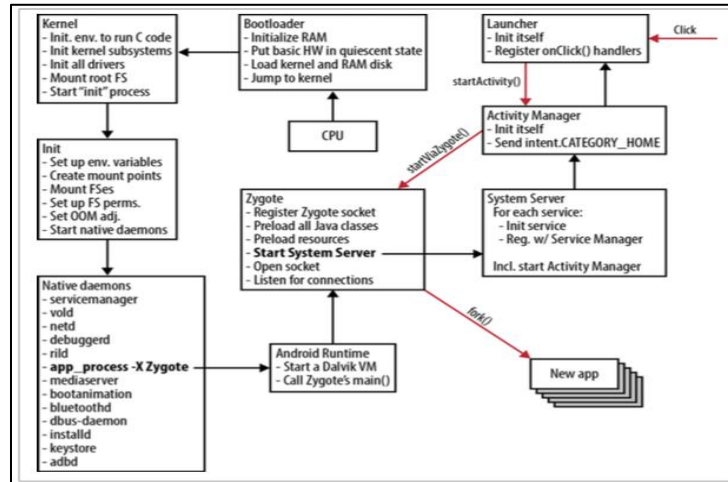 Kernel
- Init. env. to run C code
- Init kernel subsystems
- Init all drivers
- Mount root FS
- Start "init" process
Bootloader
- Initialize RAM
- Put basic HW in quiescent state
- Load kernel and RAM disk
- Jump to kernel
CPU
Launcher
- Init itself
- Register onClick() handlers
Click
startActivity()
Activity Manager
- Init itself
- Send intent.CATEGORY_HOME
startViaZygote()
Init
- Set up env. variables
- Create mount points
- Mount FSes
- Set up FS perms.
- Set OOM adj.
- Start native daemons
Zygote
- Register Zygote socket
- Preload all Java classes
- Preload resources
- Start System Server
- Open socket
- Listen for connections
System Server
For each service:
- Init service
- Reg. w/ Service Manager
Incl. start Activity Manager
Native daemons
- servicemanager
- vold
- netd
- debuggerd
- rild
- app_process -X Zygote
- mediaserver
- bootanimation
- bluetoothd
- dbus-daemon
- installd
- keystore
- adbd
Android Runtime
- Start a Dalvik VM
- Call Zygote's main()
fork()
New app